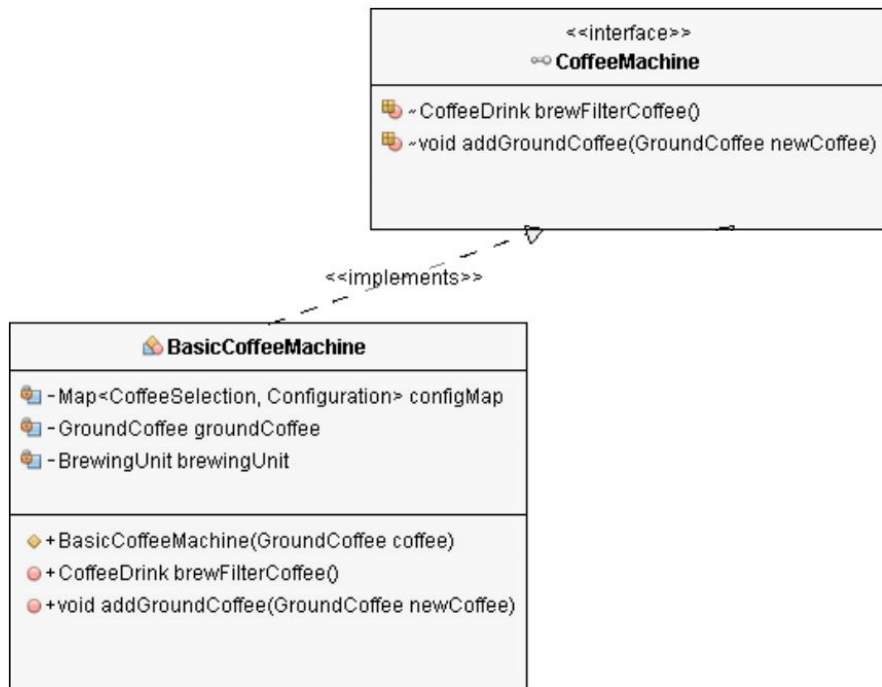 <<interface>>
CoffeeMachine
~CoffeeDrink brewFilterCoffee()
~void addGroundCoffee(GroundCoffee newCoffee)
<<implements>>
BasicCoffeeMachine
-Map<CoffeeSelection, Configuration> configMap
-GroundCoffee groundCoffee
-BrewingUnit brewingUnit
+BasicCoffeeMachine(GroundCoffee coffee)
+CoffeeDrink brewFilterCoffee()
+void addGroundCoffee(GroundCoffee newCoffee)